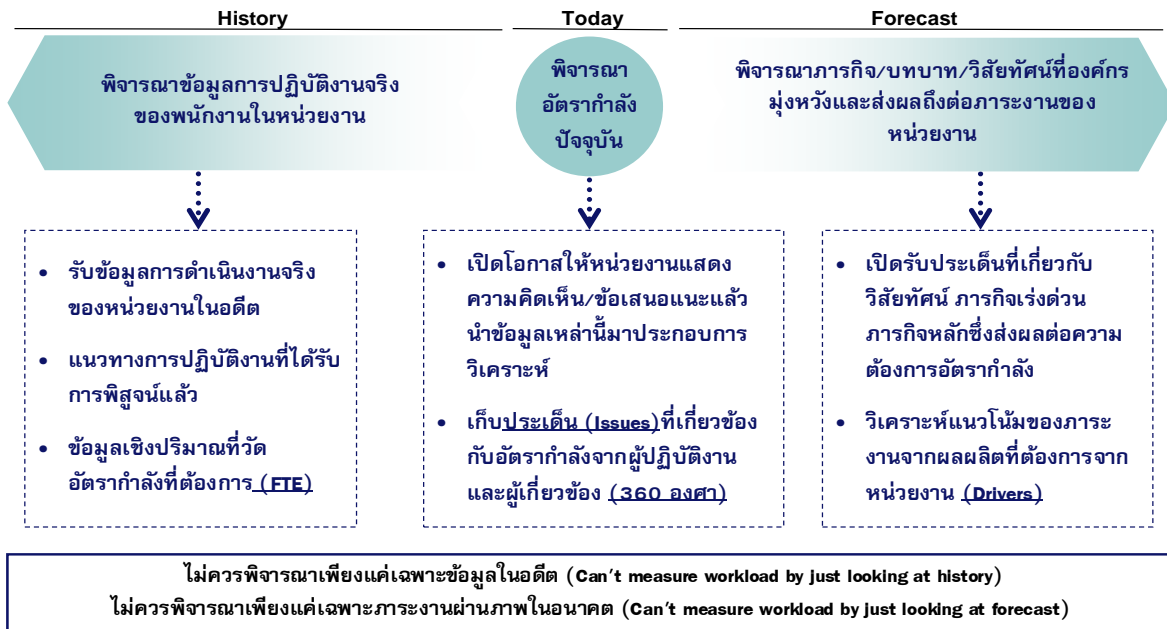 History
Today
Forecast
พิจารณาข้อมูลการปฏิบัติงานจริง
ของพนักงานในหน่วยงาน
พิจารณา
อัตรากำลัง
ปัจจุบัน
พิจารณาภารกิจ/บทบาท/วิสัยทัศน์ที่องค์กร
มุ่งหวังและส่งผลถึงต่อภาระงานของ
หน่วยงาน
• รับข้อมูลการดำเนินงานจริง
ของหน่วยงานในอดีต
• แนวทางการปฏิบัติงานที่ได้รับ
การพิสูจน์แล้ว
• ข้อมูลเชิงปริมาณที่วัด
อัตรากำลังที่ต้องการ (FTE)
• เปิดโอกาสให้หน่วยงานแสดง
ความคิดเห็น/ข้อเสนอแนะแล้ว
นำข้อมูลเหล่านี้มาประกอบการ
วิเคราะห์
• เก็บประเด็น (Issues)ที่เกี่ยวข้อง
กับอัตรากำลังจากผู้ปฏิบัติงาน
และผู้เกี่ยวข้อง (360 องศา)
• เปิดรับประเด็นที่เกี่ยวกับ
วิสัยทัศน์ ภารกิจเร่งด่วน
ภารกิจหลักซึ่งส่งผลต่อความ
ต้องการอัตรากำลัง
• วิเคราะห์แนวโน้มของภาระ
งานจากผลผลิตที่ต้องการจาก
หน่วยงาน (Drivers)
ไม่ควรพิจารณาเพียงแค่เฉพาะข้อมูลในอดีต (Can't measure workload by just looking at history)
ไม่ควรพิจารณาเพียงแค่เฉพาะภาระงานผ่านภาพในอนาคต (Can't measure workload by just looking at forecast)